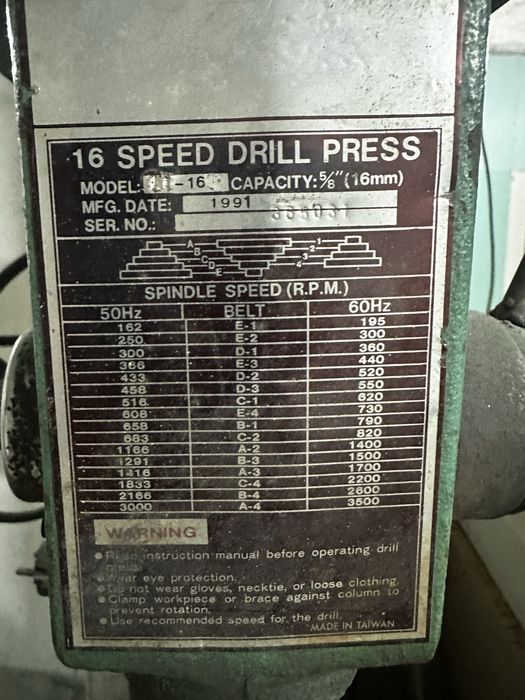 16 SPEED DRILL PRESS
MODEL: -16 CAPACITY: 5/8" (16mm)
MFG. DATE: 1991
SER. NO.:
A 1
B 2
C 3
D 4
E
SPINDLE SPEED (R.P.M.)
50Hz BELT 60Hz
162 E-1 195
250 E-2 300
300 D-1 360
366 E-3 440
433 D-2 520
458 D-3 550
516 C-1 620
608 E-4 730
658 B-1 790
683 C-2 820
1166 A-2 1400
1291 B-3 1500
1416 A-3 1700
1833 C-4 2200
2166 B-4 2600
3000 A-4 3500
WARNING
● Read instruction manual before operating drill
press.
● Wear eye protection.
● Do not wear gloves, necktie, or loose clothing.
● Clamp workpiece or brace against column to
prevent rotation.
● Use recommended speed for the drill.
MADE IN TAIWAN